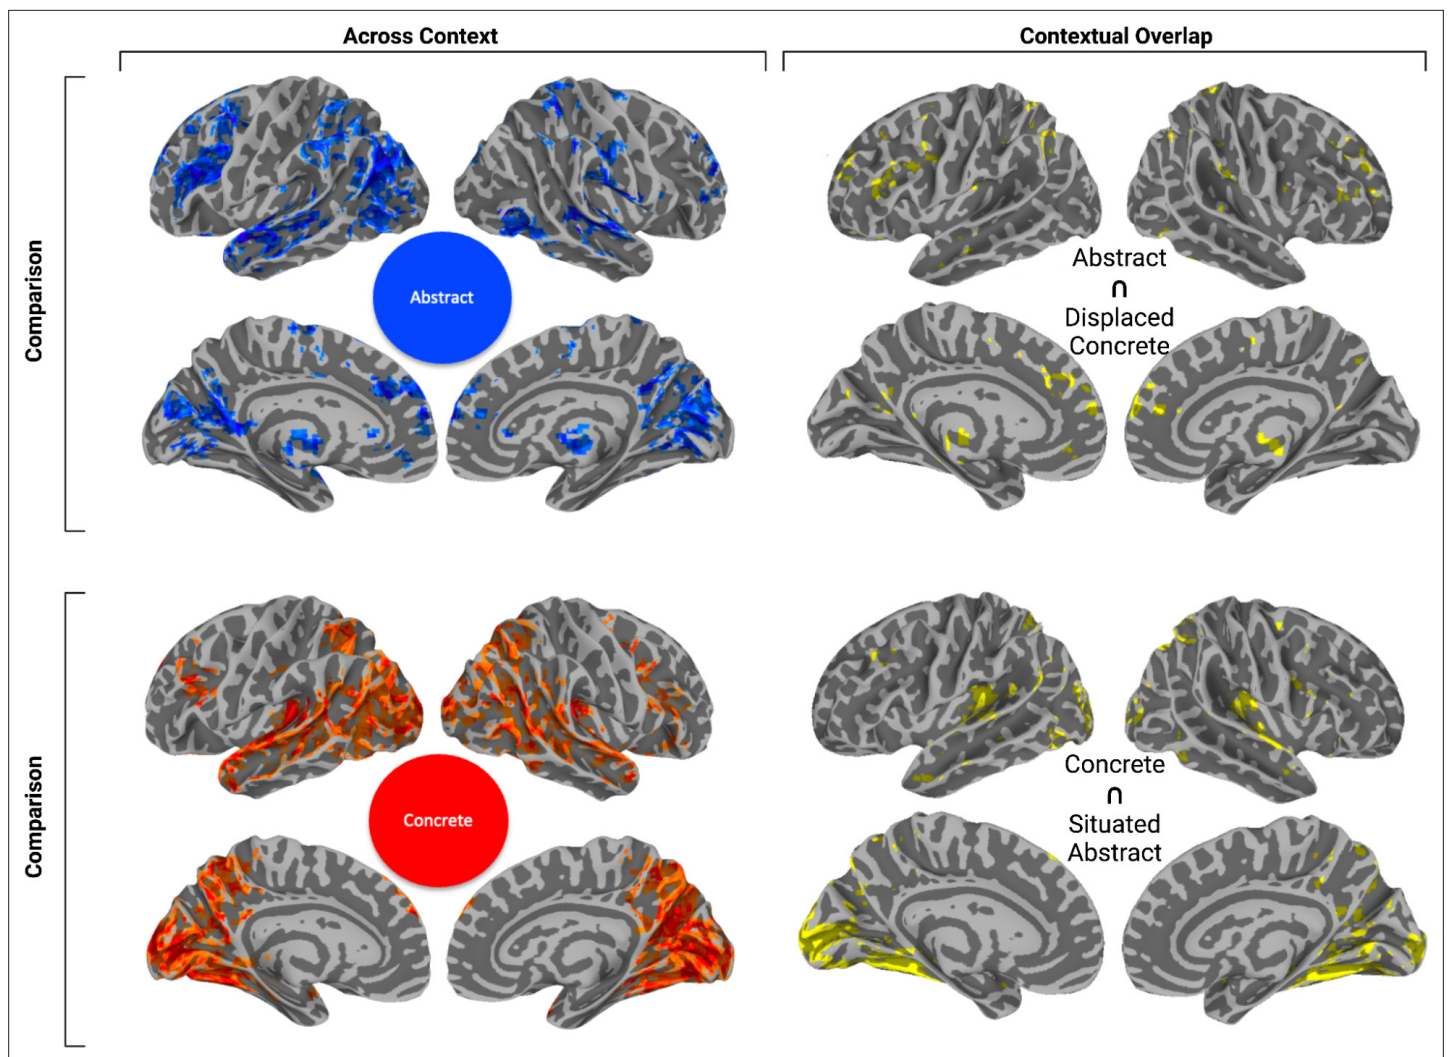 Across Context
Contextual Overlap
Comparison
Abstract
Abstract
∩
Displaced
Concrete
Comparison
Concrete
Concrete
∩
Situated
Abstract